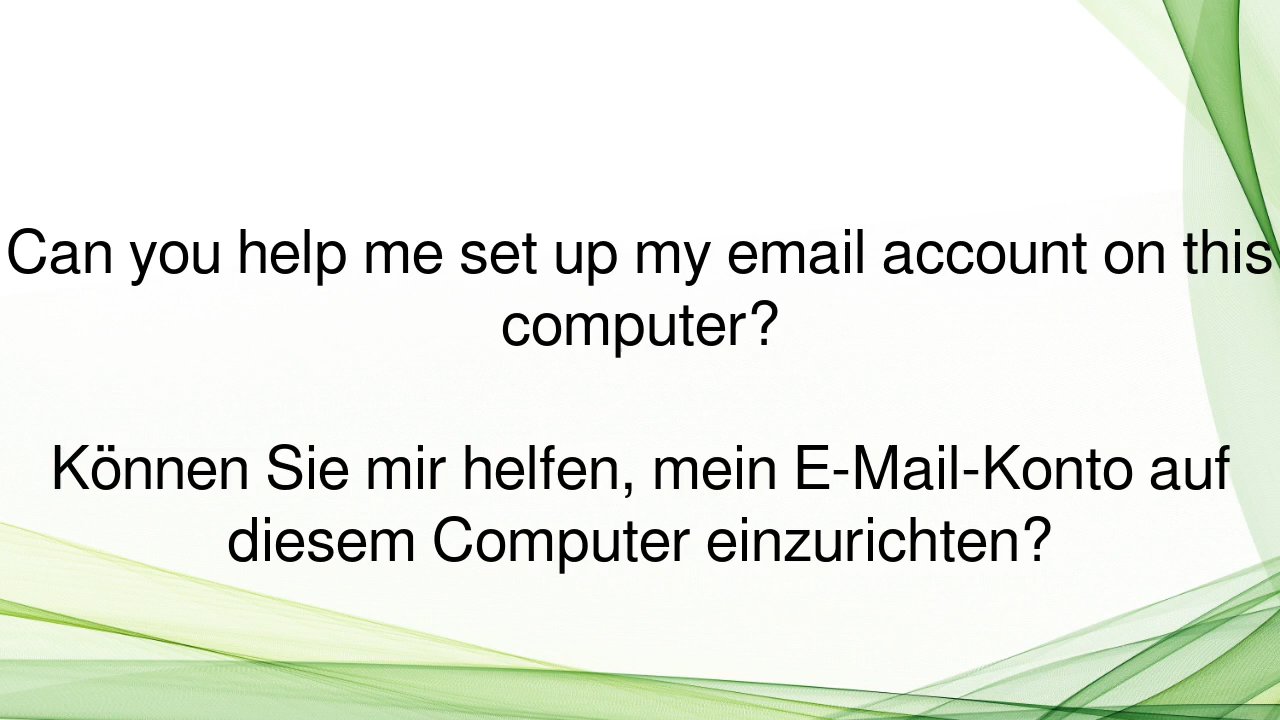 Can you help me set up my email account on this
computer?
Können Sie mir helfen, mein E-Mail-Konto auf
diesem Computer einzurichten?